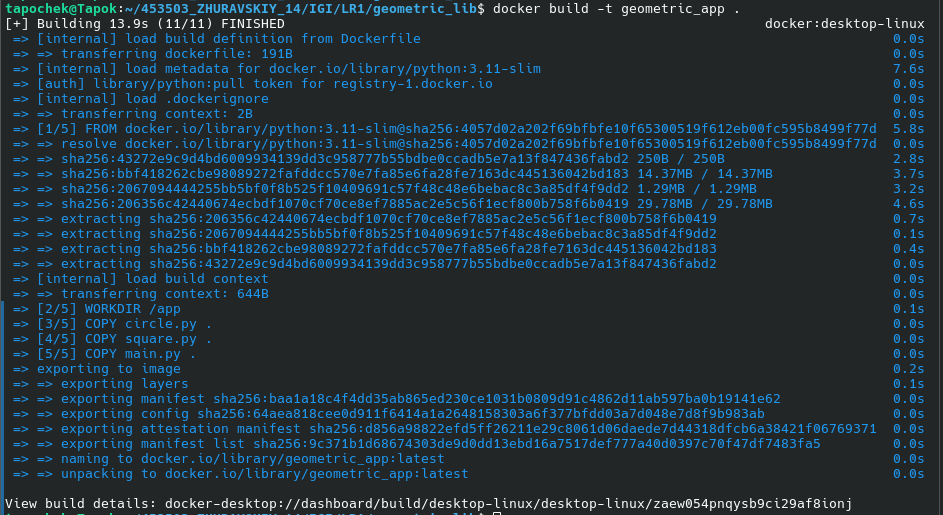 tapochek@Tapok:~/453503_ZHURAVSKIY_14/IGI/LR1/geometric_lib$ docker build -t geometric_app .
[+] Building 13.9s (11/11) FINISHED docker:desktop-linux
=> [internal] load build definition from Dockerfile 0.0s
=> => transferring dockerfile: 191B 0.0s
=> [internal] load metadata for docker.io/library/python:3.11-slim 7.6s
=> [auth] library/python:pull token for registry-1.docker.io 0.0s
=> [internal] load .dockerignore 0.0s
=> => transferring context: 2B 0.0s
=> [1/5] FROM docker.io/library/python:3.11-slim@sha256:4057d02a202f69bfbfe10f65300519f612eb00fc595b8499f77d 5.8s
=> => resolve docker.io/library/python:3.11-slim@sha256:4057d02a202f69bfbfe10f65300519f612eb00fc595b8499f77d 0.0s
=> => sha256:43272e9c9d4bd6009934139dd3c958777b55bdbe0ccadb5e7a13f847436fabd2 250B / 250B 2.8s
=> => sha256:bbf418262cbe98089272fafddcc570e7fa85e6fa28fe7163dc445136042bd183 14.37MB / 14.37MB 3.7s
=> => sha256:2067094444255bb5bf0f8b525f10409691c57f48c48e6bebac8c3a85df4f9dd2 1.29MB / 1.29MB 3.2s
=> => sha256:206356c42440674ecbdf1070cf70ce8ef7885ac2e5c56f1ecf800b758f6b0419 29.78MB / 29.78MB 4.6s
=> => extracting sha256:206356c42440674ecbdf1070cf70ce8ef7885ac2e5c56f1ecf800b758f6b0419 0.7s
=> => extracting sha256:2067094444255bb5bf0f8b525f10409691c57f48c48e6bebac8c3a85df4f9dd2 0.1s
=> => extracting sha256:bbf418262cbe98089272fafddcc570e7fa85e6fa28fe7163dc445136042bd183 0.4s
=> => extracting sha256:43272e9c9d4bd6009934139dd3c958777b55bdbe0ccadb5e7a13f847436fabd2 0.0s
=> [internal] load build context 0.0s
=> => transferring context: 644B 0.0s
=> [2/5] WORKDIR /app 0.1s
=> [3/5] COPY circle.py . 0.0s
=> [4/5] COPY square.py . 0.0s
=> [5/5] COPY main.py . 0.0s
=> exporting to image 0.2s
=> => exporting layers 0.1s
=> => exporting manifest sha256:baa1a18c4f4dd35ab865ed230ce1031b0809d91c4862d11ab597ba0b19141e62 0.0s
=> => exporting config sha256:64aea818cee0d911f6414a1a2648158303a6f377bfdd03a7d048e7d8f9b983ab 0.0s
=> => exporting attestation manifest sha256:d856a98822efd5ff26211e29c8061d06daede7d44318dfcb6a38421f06769371 0.0s
=> => exporting manifest list sha256:9c371b1d68674303de9d0dd13ebd16a7517def777a40d0397c70f47df7483fa5 0.0s
=> => naming to docker.io/library/geometric_app:latest 0.0s
=> => unpacking to docker.io/library/geometric_app:latest 0.0s
View build details: docker-desktop://dashboard/build/desktop-linux/desktop-linux/zaew054pnqysb9ci29af8ionj
tapochek@Tapok:~/453503_ZHURAVSKIY_14/IGI/LR1/geometric_lib$